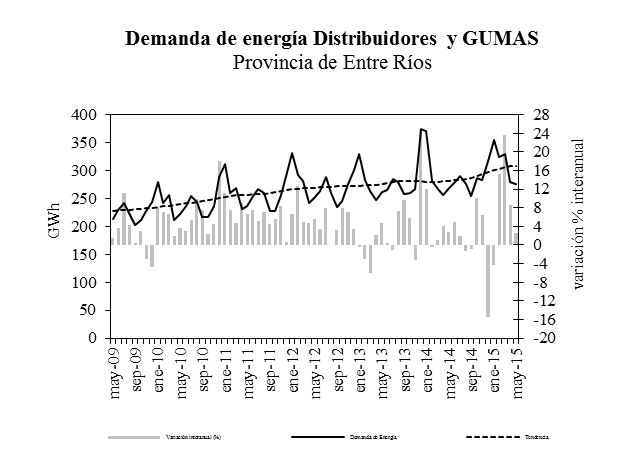 Demanda de energía Distribuidores y GUMAS
Provincia de Entre Ríos
400
350
300
250
200
150
100
50
0
GWh
28
24
20
16
12
8
4
0
-4
-8
-12
-16
-20
variación % interanual
may-09
sep-09
ene-10
may-10
sep-10
ene-11
may-11
sep-11
ene-12
may-12
sep-12
ene-13
may-13
sep-13
ene-14
may-14
sep-14
ene-15
may-15
Variación interanual (%)
Demanda de Energía
Tendencia